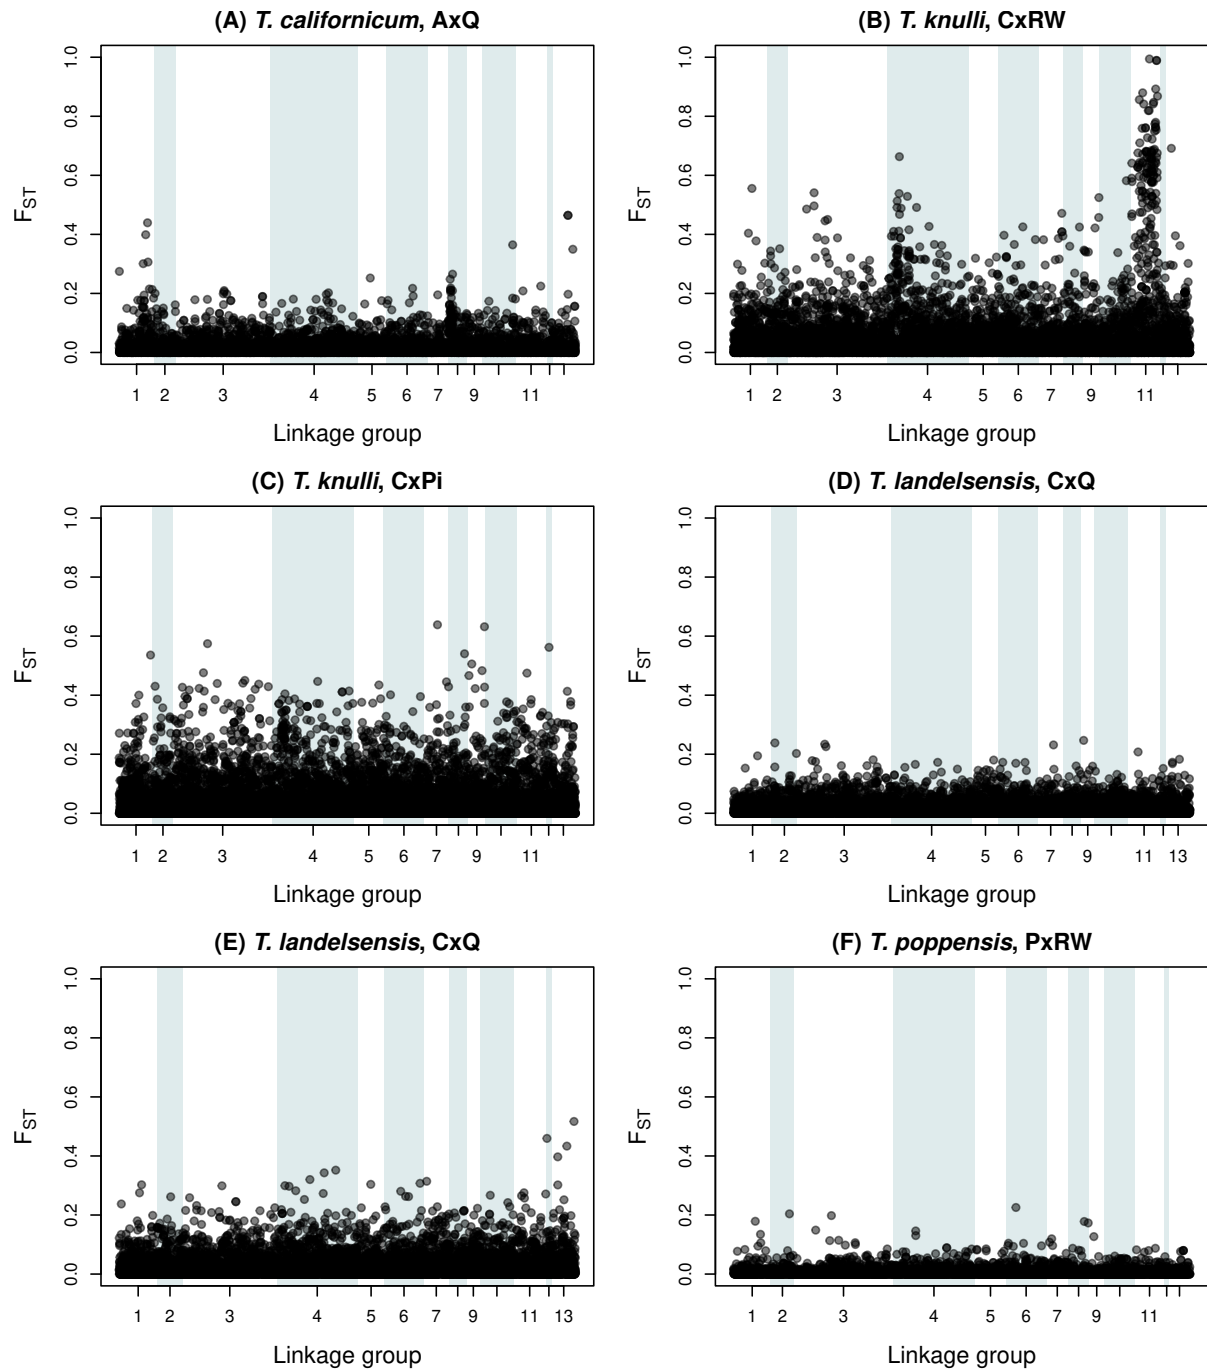 (A) T. californicum, AxQ
1.0
0.8
0.6
0.4
0.2
0.0
FST
1 2 3 4 5 6 7 9 11
Linkage group
(B) T. knulli, CxRW
1.0
0.8
0.6
0.4
0.2
0.0
FST
1 2 3 4 5 6 7 9 11
Linkage group
(C) T. knulli, CxPi
1.0
0.8
0.6
0.4
0.2
0.0
FST
1 2 3 4 5 6 7 9 11
Linkage group
(D) T. landelsensis, CxQ
1.0
0.8
0.6
0.4
0.2
0.0
FST
1 2 3 4 5 6 7 9 11 13
Linkage group
(E) T. landelsensis, CxQ
1.0
0.8
0.6
0.4
0.2
0.0
FST
1 2 3 4 5 6 7 9 11 13
Linkage group
(F) T. poppensis, PxRW
1.0
0.8
0.6
0.4
0.2
0.0
FST
1 2 3 4 5 6 7 9 11
Linkage group